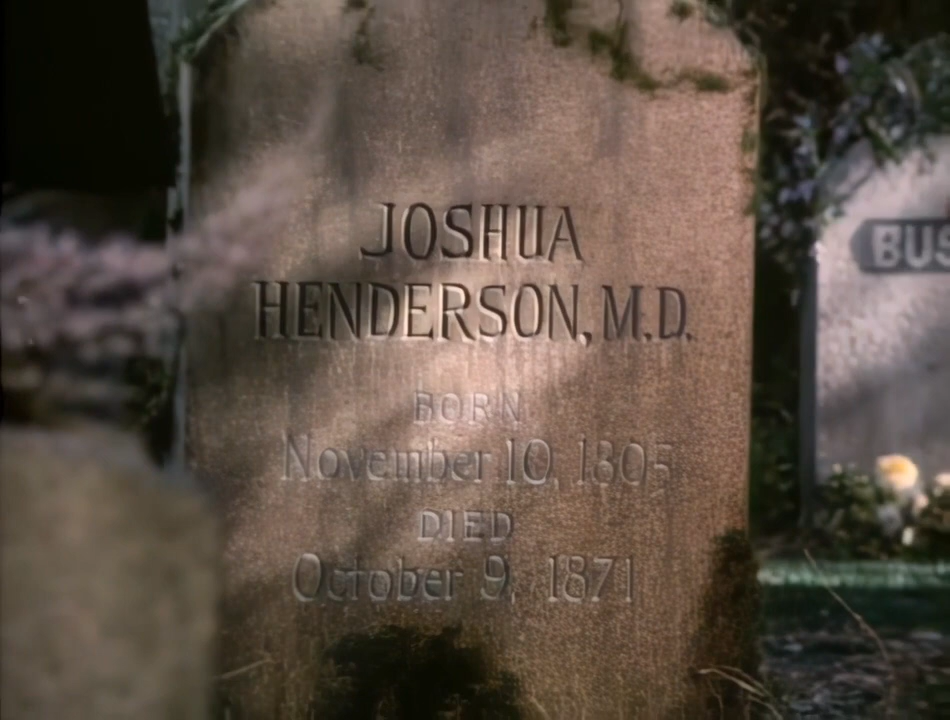 JOSHUA
HENDERSON, M.D.
BORN
November 10, 1805
DIED
October 9, 1871
BUS